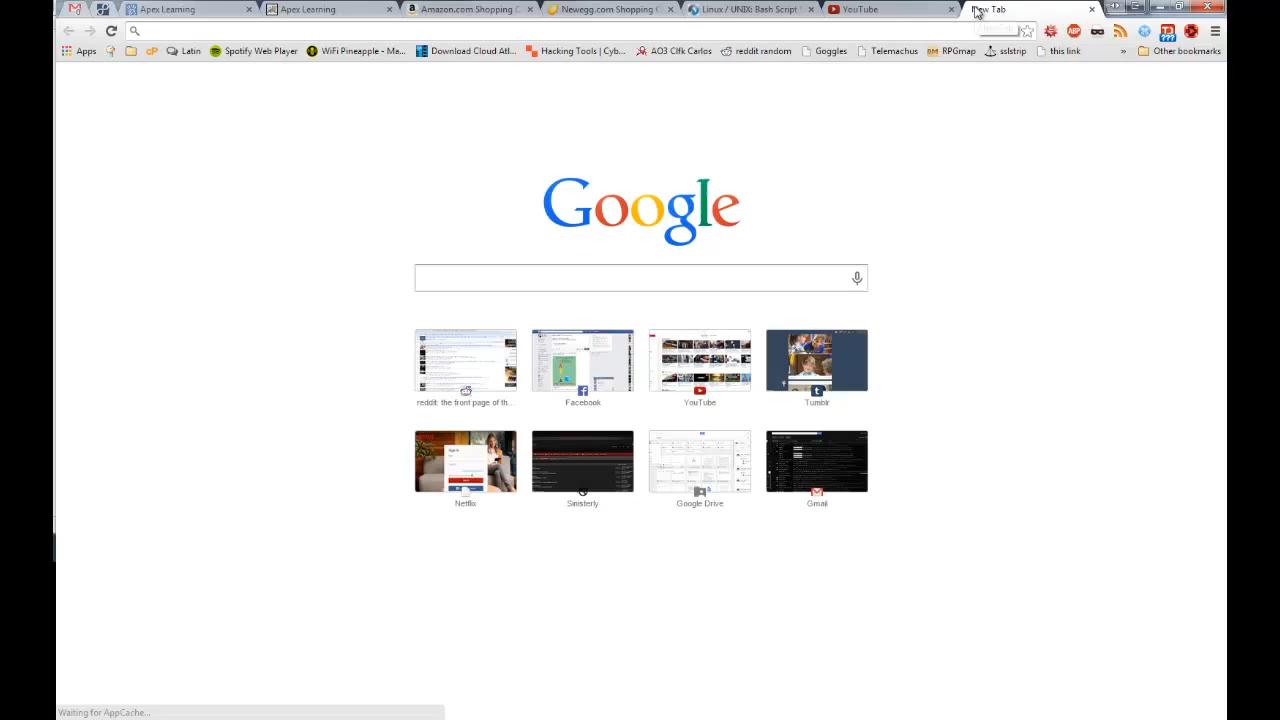 Apex Learning
Apex Learning
Amazon.com Shopping C
Newegg.com Shopping
Linux / UNIX: Bash Script
YouTube
New Tab
Apps
cP
Latin
Spotify Web Player
WiFi Pineapple - Ma...
Download Cloud Atl...
Hacking Tools | Cyb...
AO3 Clfk Carlos
reddit random
Goggles
Telemachus
RPGmap
sslstrip
this link
»
Other bookmarks
ABP
???
Google
reddit: the front page of th...
Facebook
YouTube
Tumblr
Netflix
Sinisterly
Google Drive
Gmail
Waiting for AppCache...